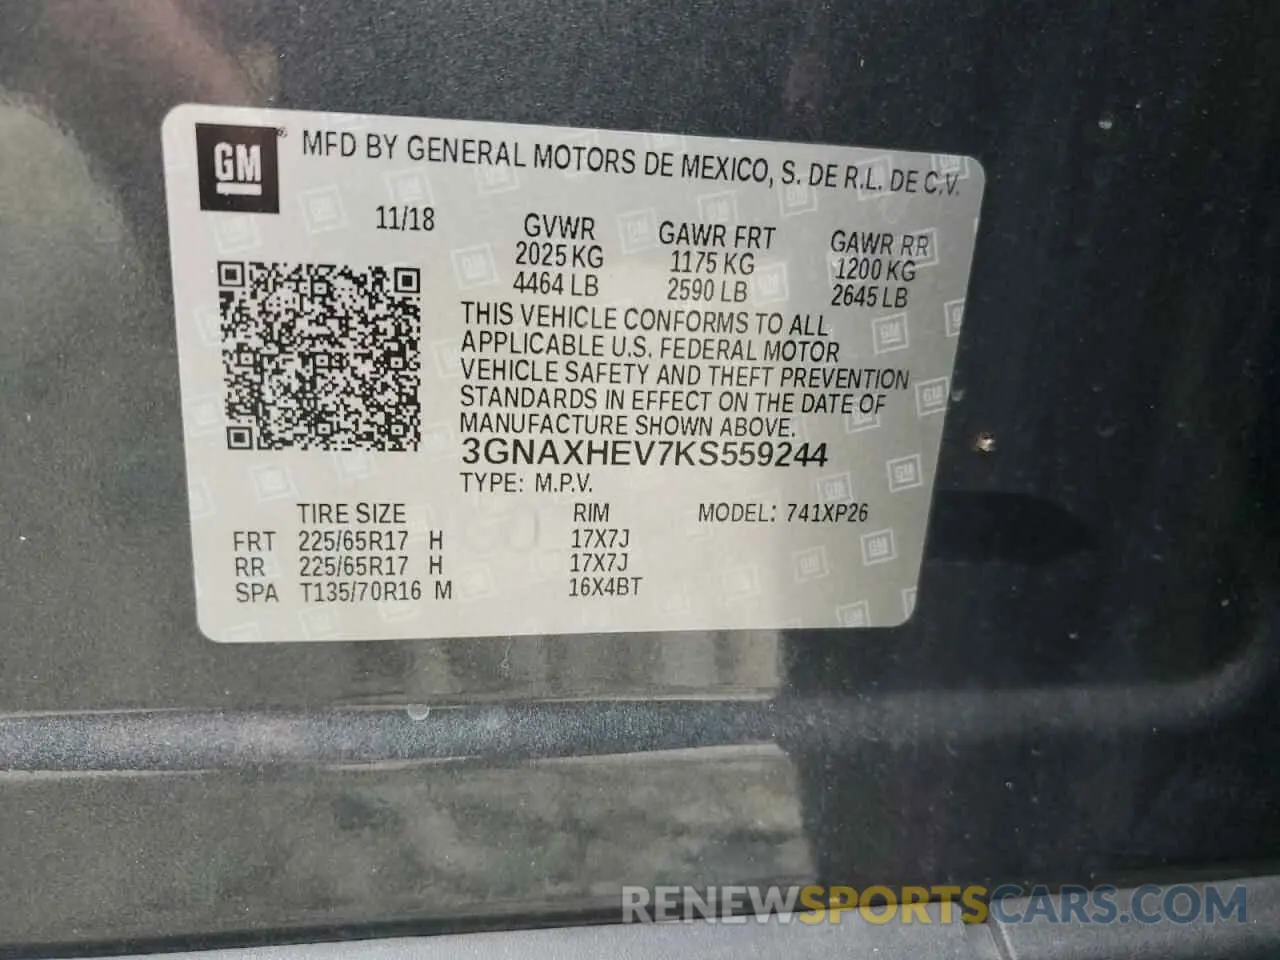 GM ® MFD BY GENERAL MOTORS DE MEXICO, S. DE R.L. DE C.V.
11/18 GVWR GAWR FRT GAWR RR
2025 KG 1175 KG 1200 KG
4464 LB 2590 LB 2645 LB
THIS VEHICLE CONFORMS TO ALL
APPLICABLE U.S. FEDERAL MOTOR
VEHICLE SAFETY AND THEFT PREVENTION
STANDARDS IN EFFECT ON THE DATE OF
MANUFACTURE SHOWN ABOVE.
3GNAXHEV7KS559244
TYPE: M.P.V.
TIRE SIZE RIM MODEL: 741XP26
FRT 225/65R17 H 17X7J
RR 225/65R17 H 17X7J
SPA T135/70R16 M 16X4BT
RENEWSPORTSCARS.COM